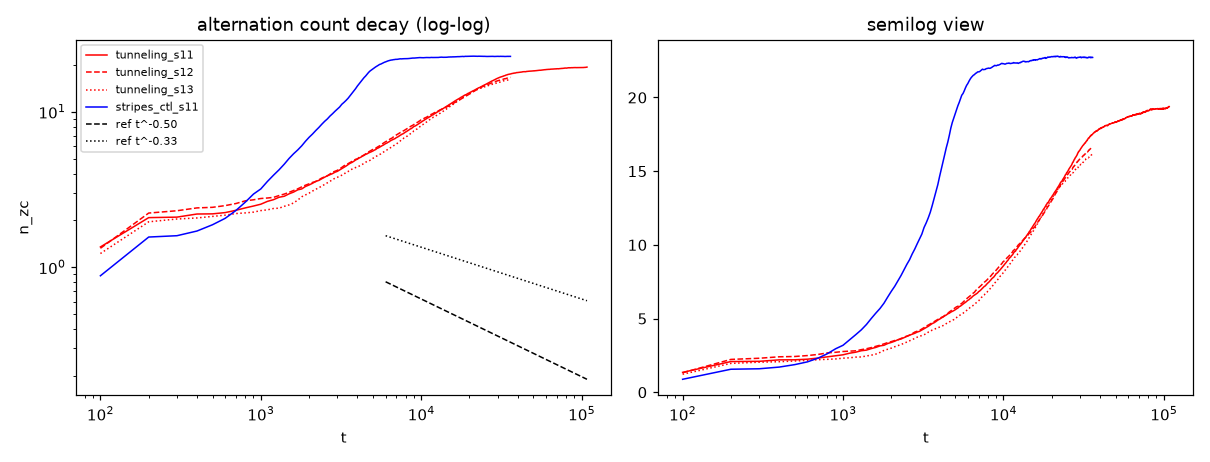 alternation count decay (log-log)
semilog view
tunneling_s11
tunneling_s12
tunneling_s13
stripes_ctl_s11
ref t^-0.50
ref t^-0.33
n_zc
10^1
10^0
20
15
10
5
0
10^2
10^3
10^4
10^5
10^2
10^3
10^4
10^5
t
t